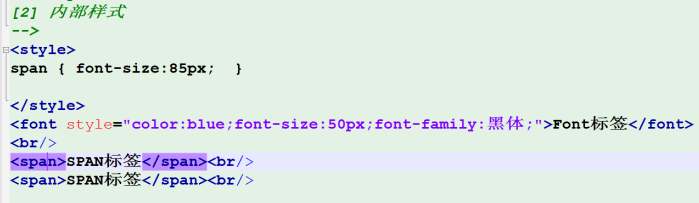 [2] 内部样式
-->
<style>
span { font-size:85px;  }
</style>
<font style="color:blue;font-size:50px;font-family:黑体;">Font标签</font>
<br/>
<span>SPAN标签</span><br/>
<span>SPAN标签</span><br/>